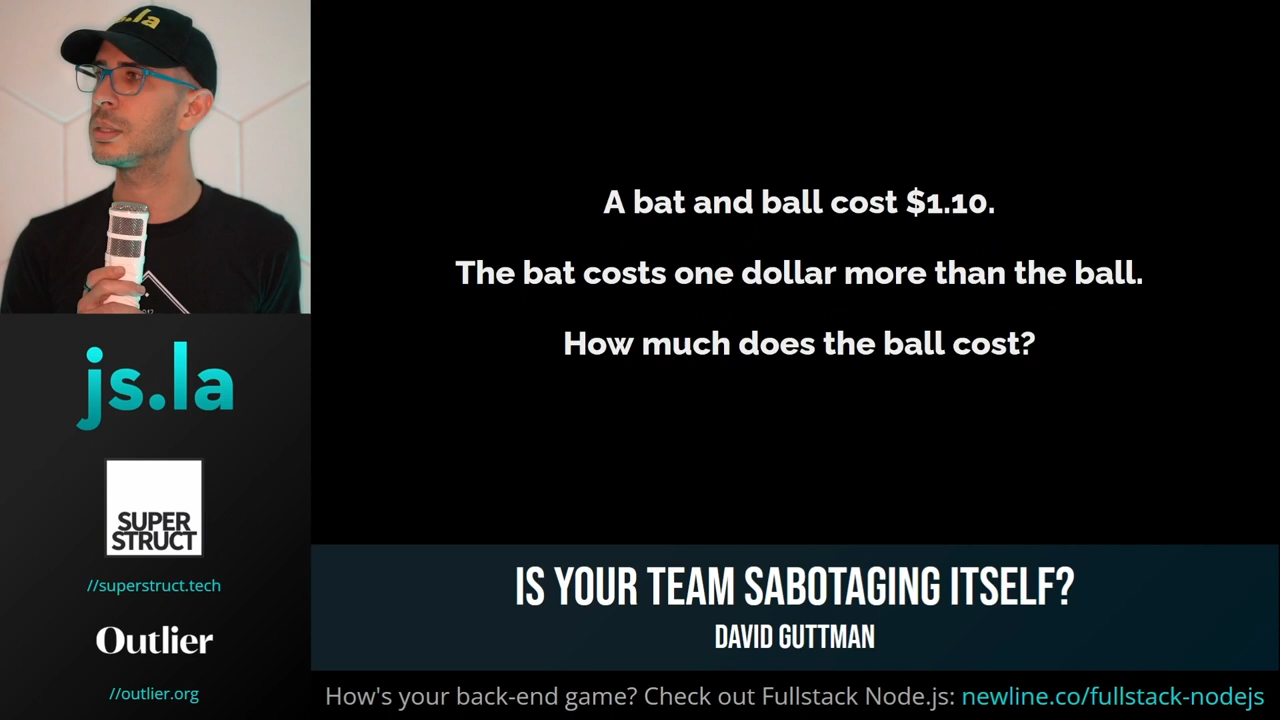 js.la
A bat and ball cost $1.10.
The bat costs one dollar more than the ball.
How much does the ball cost?
js.la
SUPER
STRUCT
//superstruct.tech
Outlier
//outlier.org
IS YOUR TEAM SABOTAGING ITSELF?
DAVID GUTTMAN
How's your back-end game? Check out Fullstack Node.js: newline.co/fullstack-nodejs